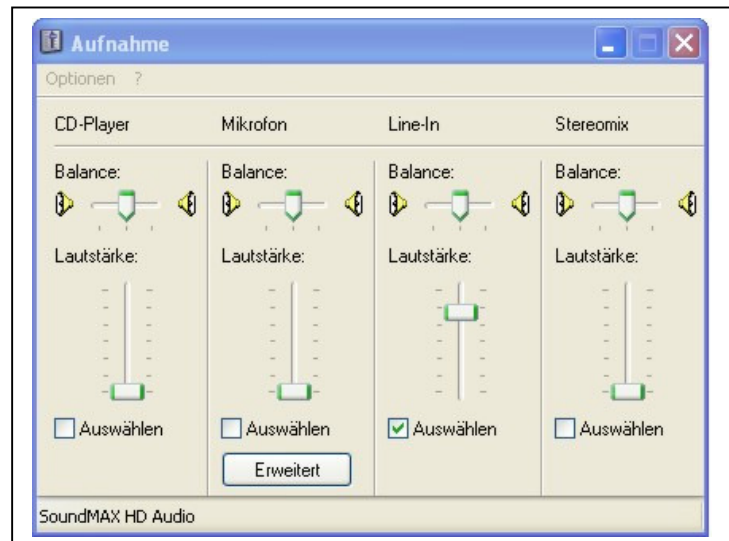 Aufnahme
Optionen ?
CD-Player Mikrofon Line-In Stereomix
Balance: Balance: Balance: Balance:
Lautstärke: Lautstärke: Lautstärke: Lautstärke:
Auswählen Auswählen Auswählen Auswählen
Erweitert
SoundMAX HD Audio